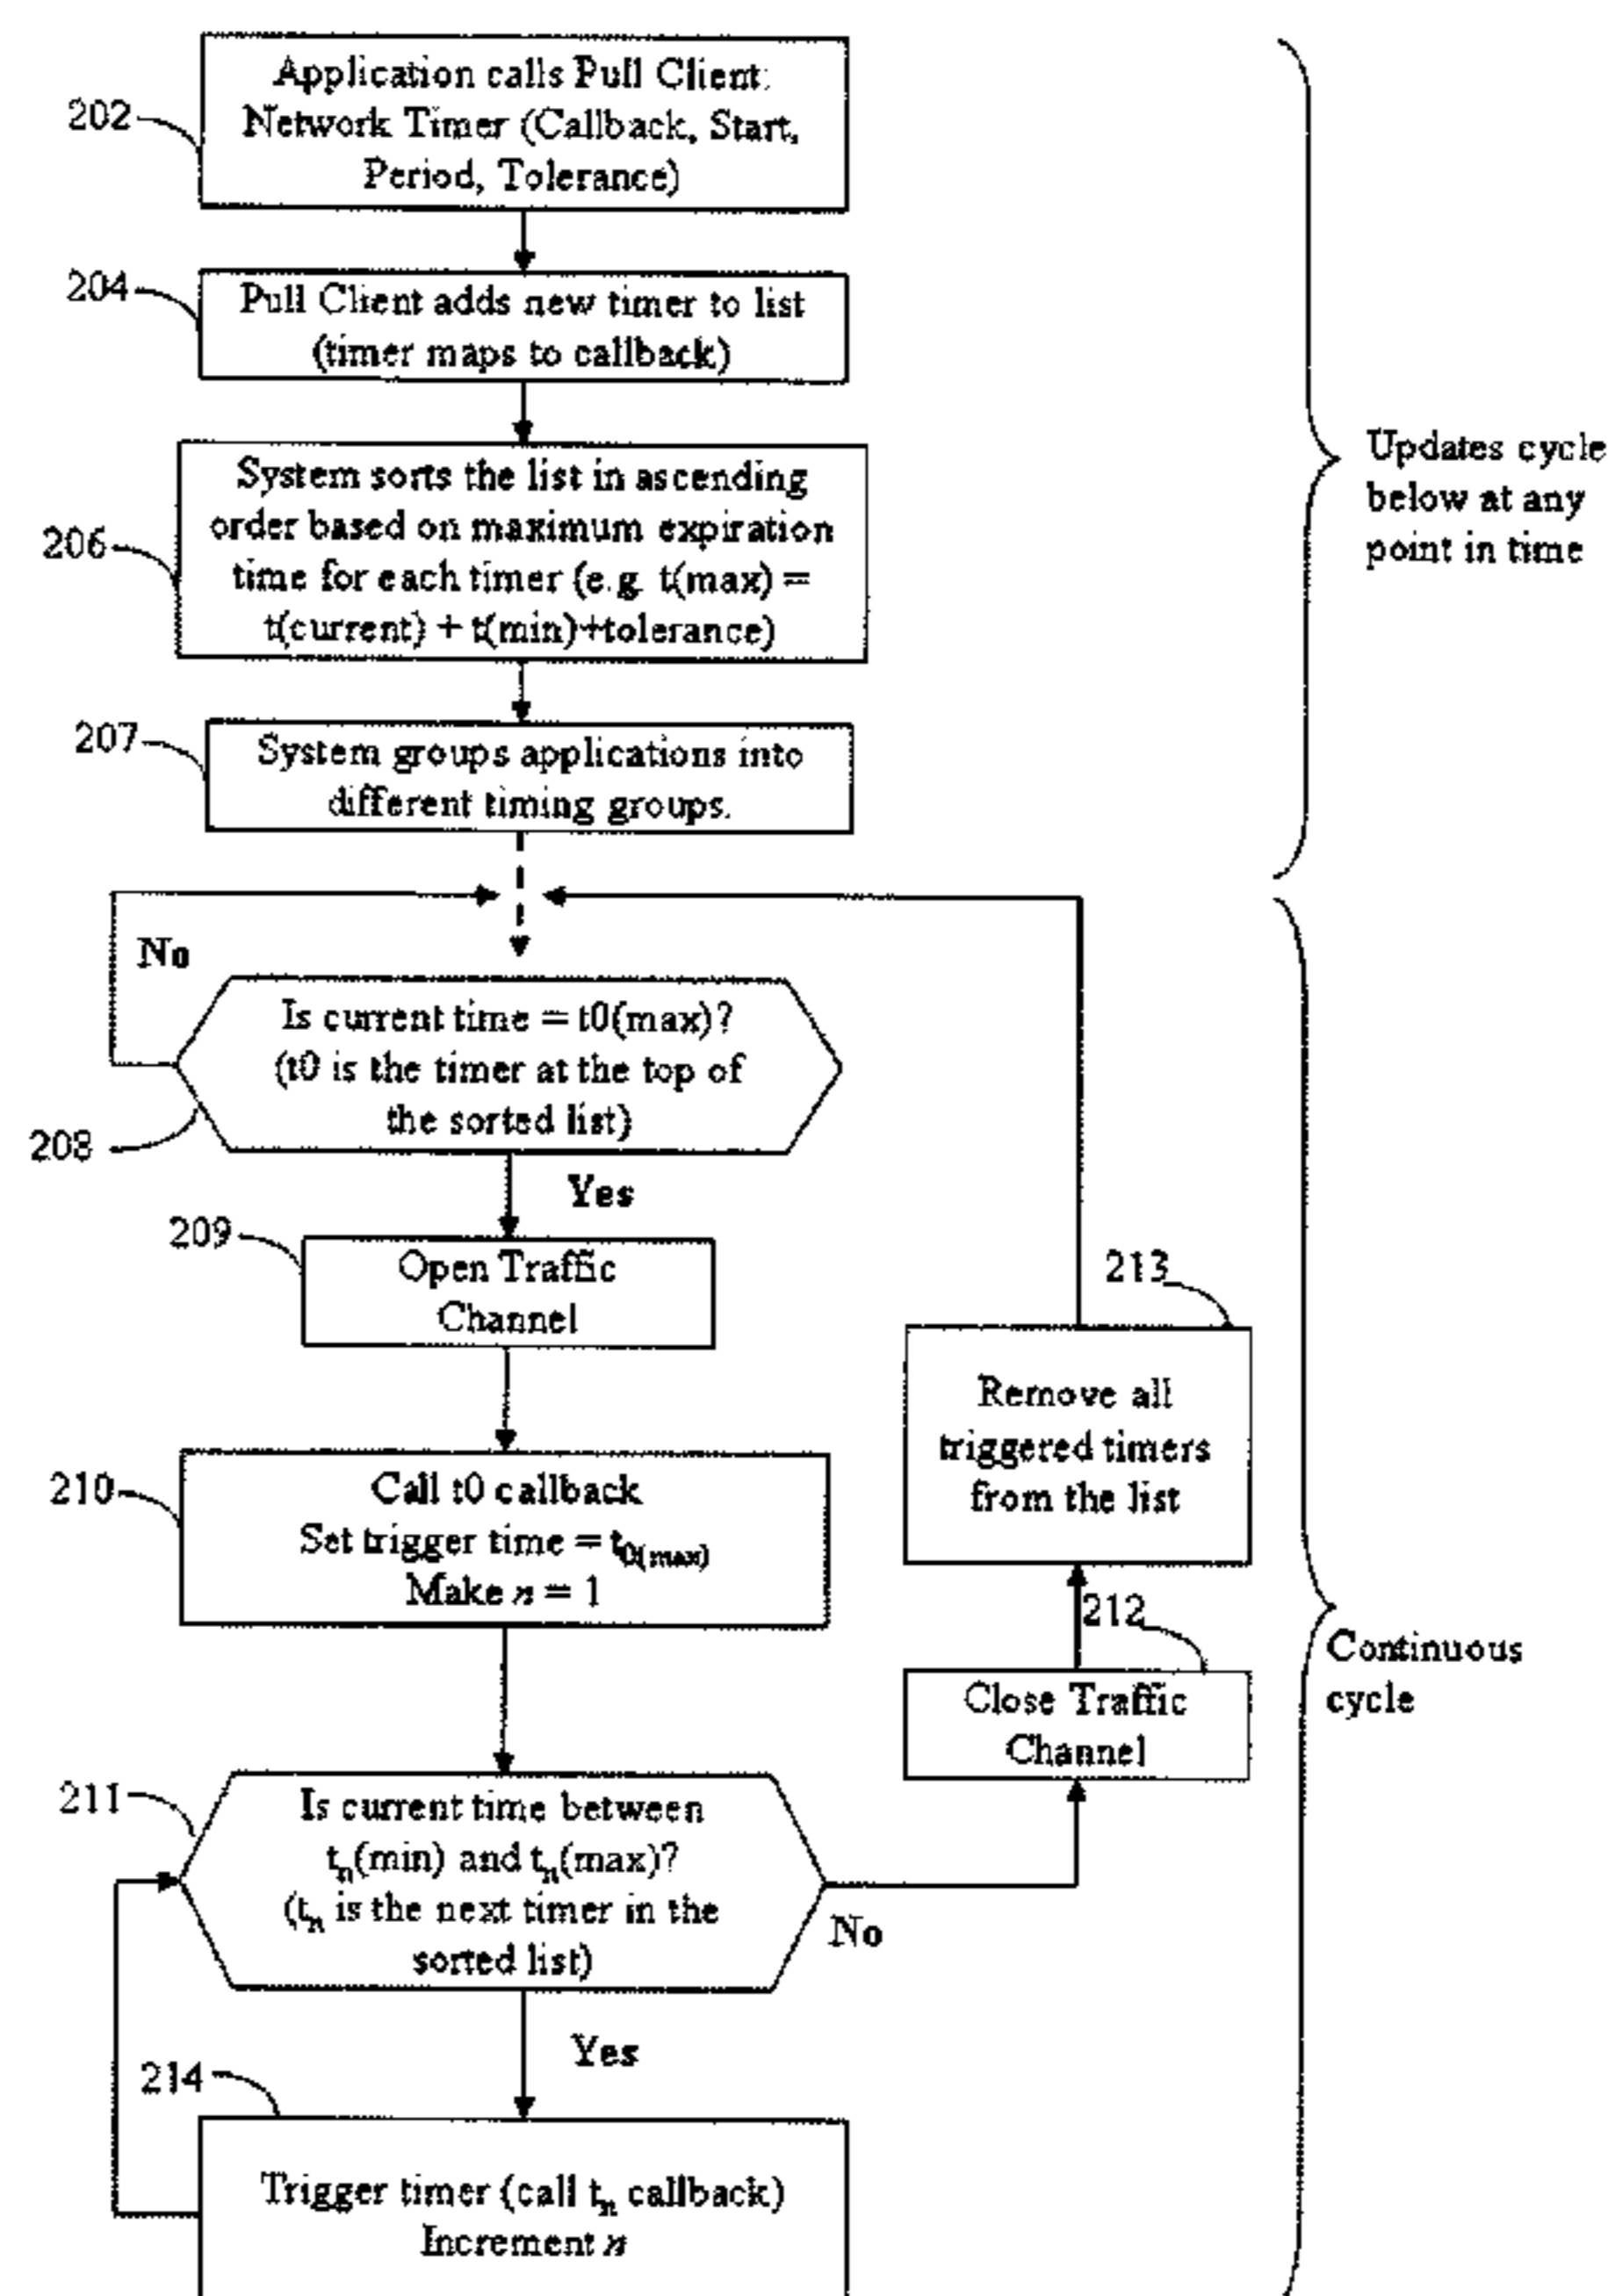 Application calls Pull Client:
202
Network Timer (Callback, Start,
Period, Tolerance)
204
Pull Client adds new timer to list
(timer maps to callback)
System sorts the list in ascending
order based on maximum expiration
206
time for each timer (e.g. t(max) =
t(current) + t(min)+tolerance)
Updates cycle
below at any
point in time
207
System groups applications into
different timing groups.
No
Is current time = t0(max)?
(t0 is the timer at the top of
the sorted list)
208
Yes
209
Open Traffic
Channel
213
Remove all
triggered timers
from the list
210
Call t0 callback
Set trigger time = t0(max)
Make n = 1
212
Close Traffic
Channel
Continuous
cycle
211
Is current time between
tn(min) and tn(max)?
(tn is the next timer in the
sorted list)
No
Yes
214
Trigger timer (call tn callback)
Increment n